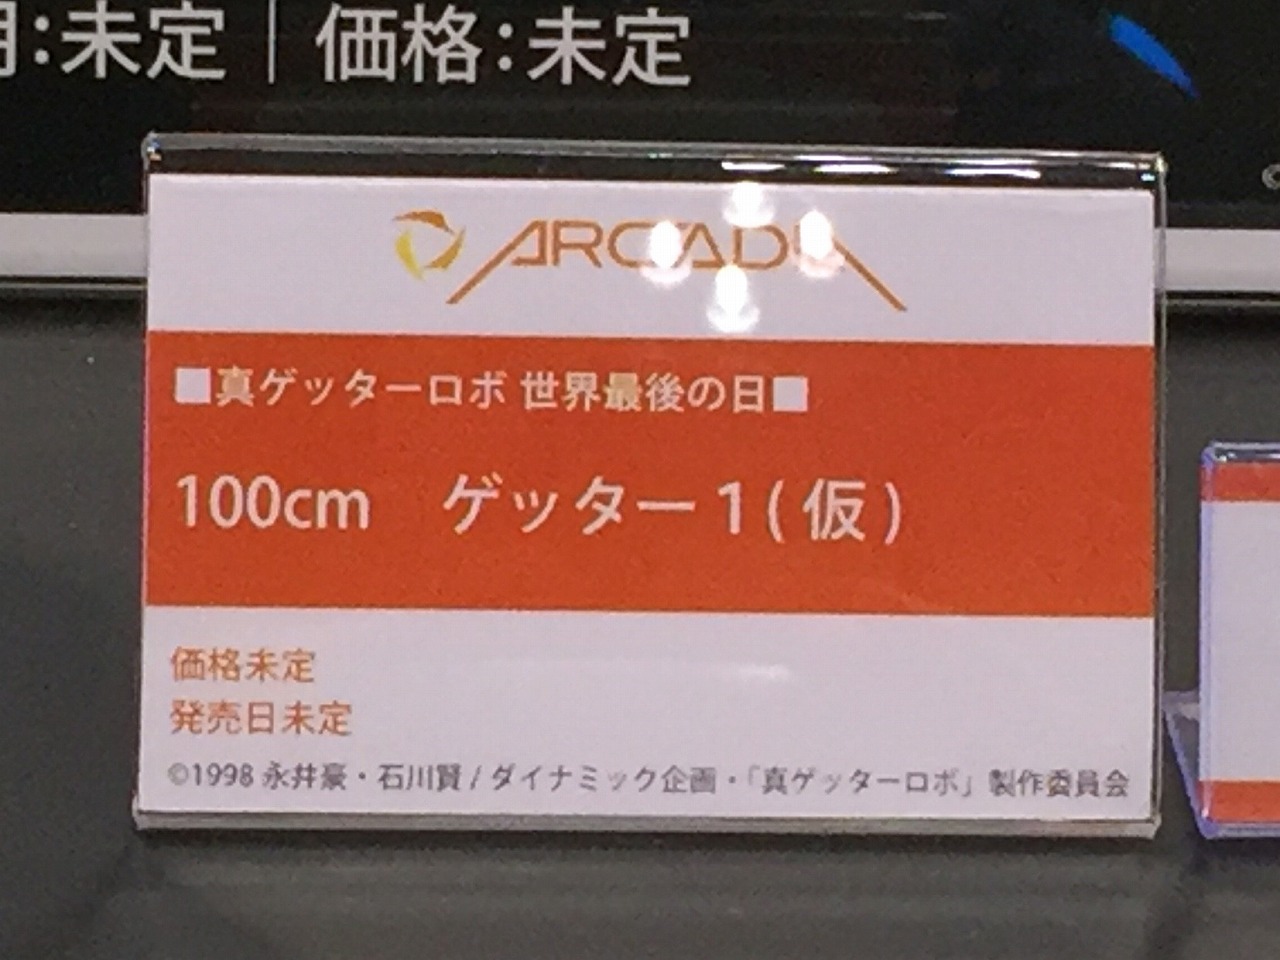 :未定｜価格:未定
ARCADIA
■真ゲッターロボ 世界最後の日■
100cm　ゲッター1(仮)
価格未定
発売日未定
©1998 永井豪・石川賢/ダイナミック企画・「真ゲッターロボ」製作委員会